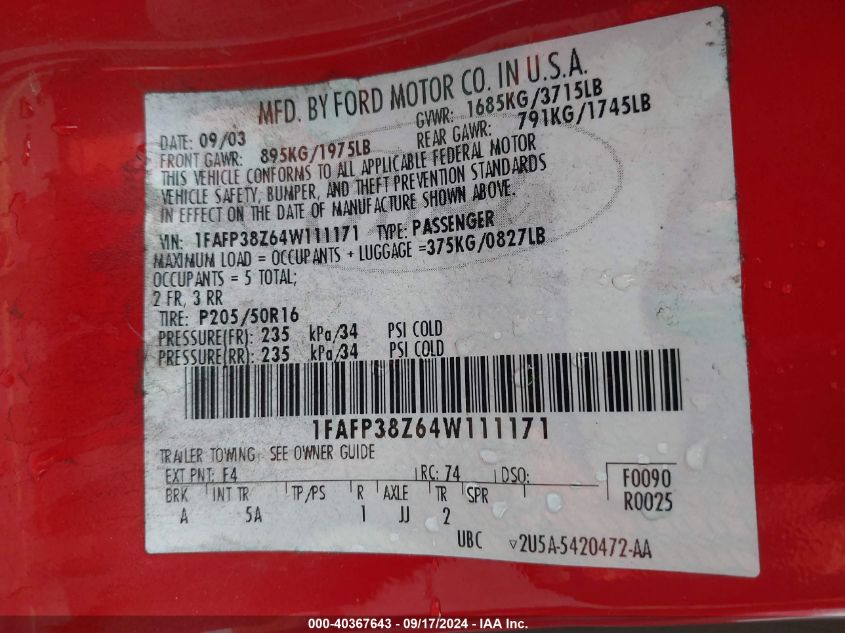 MFD. BY FORD MOTOR CO. IN U.S.A.
DATE: 09/03 GVWR: 1685KG/3715LB
FRONT GAWR: 895KG/1975LB REAR GAWR: 791KG/1745LB
THIS VEHICLE CONFORMS TO ALL APPLICABLE FEDERAL MOTOR
VEHICLE SAFETY, BUMPER, AND THEFT PREVENTION STANDARDS
IN EFFECT ON THE DATE OF MANUFACTURE SHOWN ABOVE.
VIN: 1FAFP38Z64W111171 TYPE: PASSENGER
MAXIMUM LOAD = OCCUPANTS + LUGGAGE =375KG/0827LB
OCCUPANTS = 5 TOTAL;
2 FR, 3 RR
TIRE: P205/50R16
PRESSURE(FR): 235 kPa/34 PSI COLD
PRESSURE(RR): 235 kPa/34 PSI COLD
1FAFP38Z64W111171
TRAILER TOWING - SEE OWNER GUIDE
EXT PNT: F4 RC: 74 DSO: F0090
BRK INT TR TP/PS R AXLE TR SPR R0025
A 5A 1 JJ 2
UBC ▽2U5A-5420472-AA
000-40367643 - 09/17/2024 - IAA Inc.